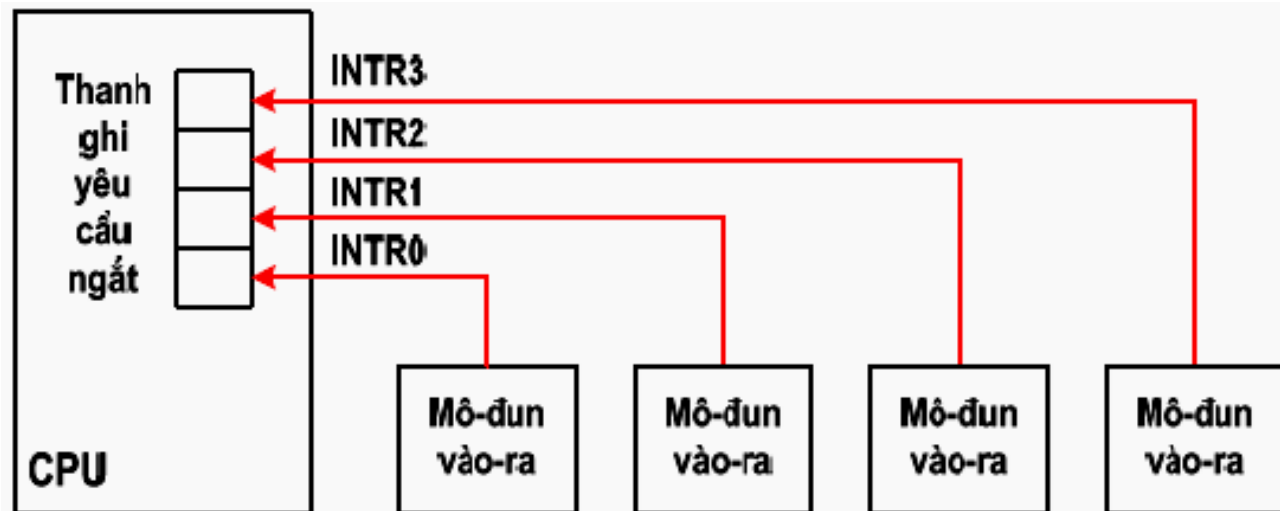 Thanh
ghi
yêu
cẩu
ngắt
INTR3
INTR2
INTR1
INTR0
CPU
Mô-đun
vào-ra
Mô-đun
vào-ra
Mô-đun
vào-ra
Mô-đun
vào-ra